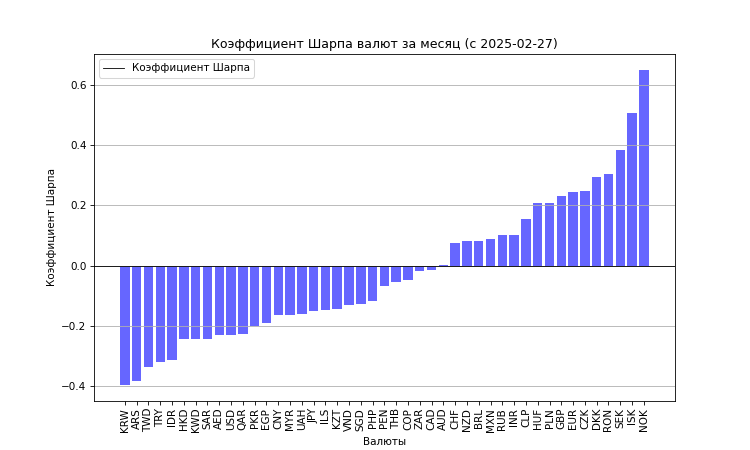 Коэффициент Шарпа валют за месяц (с 2025-02-27)
Коэффициент Шарпа
Коэффициент Шарпа
0.6
0.4
0.2
0.0
−0.2
−0.4
KRW
ARS
TWD
TRY
IDR
HKD
KWD
SAR
AED
USD
QAR
PKR
EGP
CNY
MYR
UAH
JPY
ILS
KZT
VND
SGD
PHP
PEN
THB
COP
ZAR
CAD
AUD
CHF
NZD
BRL
MXN
RUB
INR
CLP
HUF
PLN
GBP
EUR
CZK
DKK
RON
SEK
ISK
NOK
Валюты